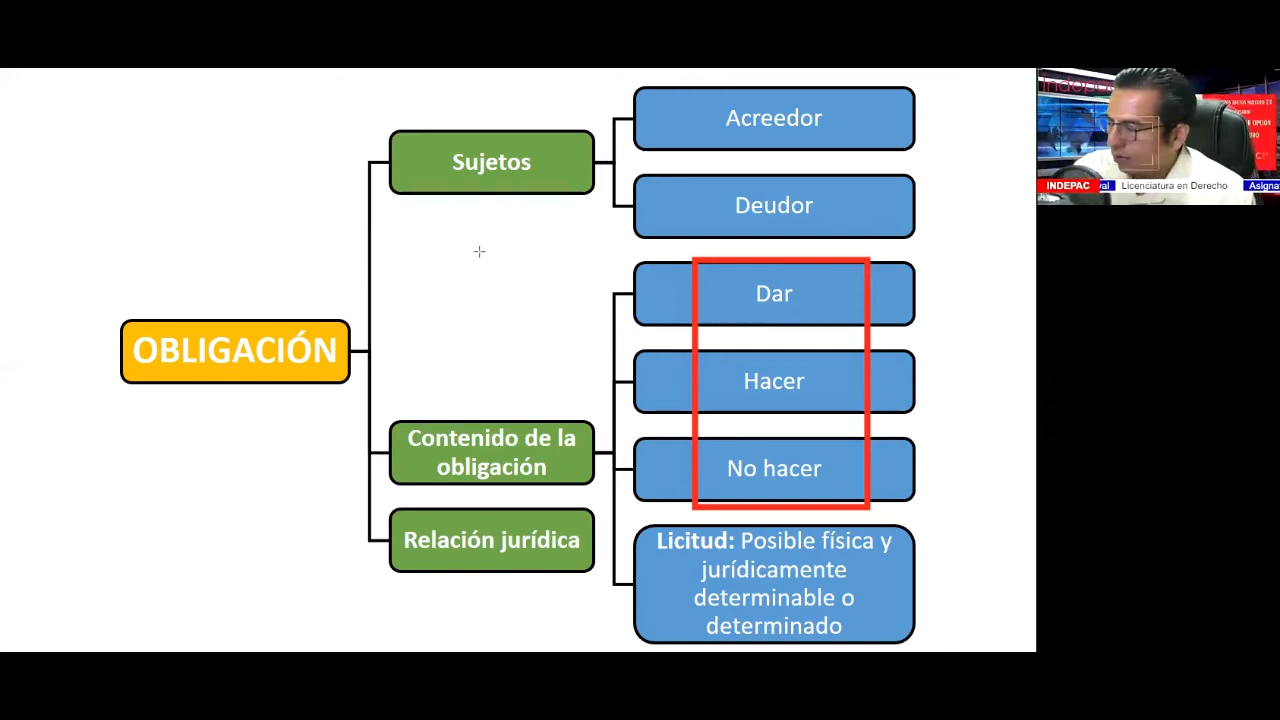 Acreedor
Sujetos
Deudor
Dar
OBLIGACIÓN
Hacer
Contenido de la
obligación
No hacer
Relación jurídica
Licitud: Posible física y
jurídicamente
determinable o
determinado
INDEPAC
Licenciatura en Derecho